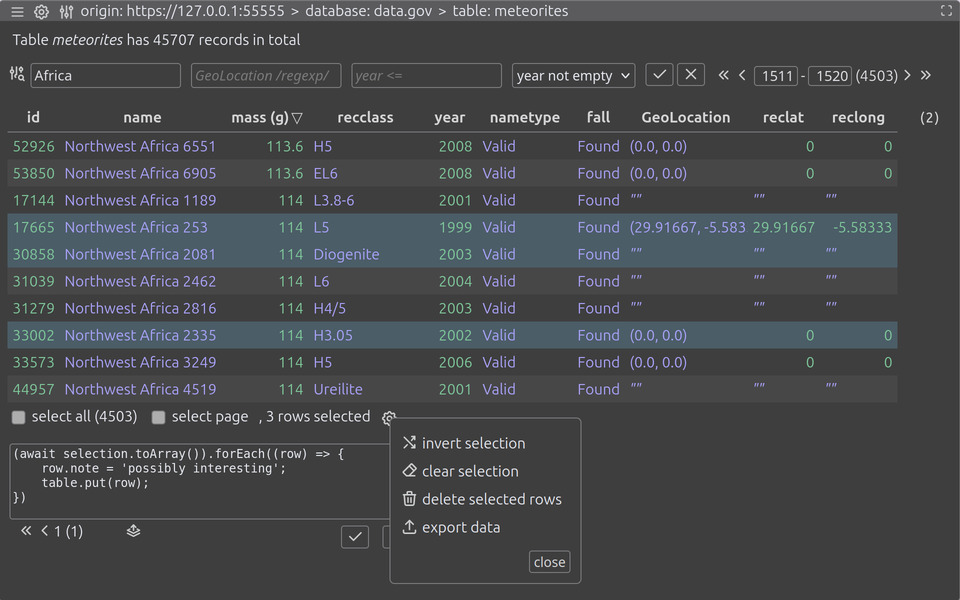 origin: https://127.0.0.1:55555 > database: data.gov > table: meteorites
Table meteorites has 45707 records in total
Africa GeoLocation /regexp/ year <= year not empty 1511 - 1520 (4503)
id name mass (g) recclass year nametype fall GeoLocation reclat reclong (2)
52926 Northwest Africa 6551 113.6 H5 2008 Valid Found (0.0, 0.0) 0 0
53850 Northwest Africa 6905 113.6 EL6 2008 Valid Found (0.0, 0.0) 0 0
17144 Northwest Africa 1189 114 L3.8-6 2001 Valid Found "" "" ""
17665 Northwest Africa 253 114 L5 1999 Valid Found (29.91667, -5.583 29.91667 -5.58333
30858 Northwest Africa 2081 114 Diogenite 2003 Valid Found "" "" ""
31039 Northwest Africa 2462 114 L6 2004 Valid Found "" "" ""
31279 Northwest Africa 2816 114 H4/5 2003 Valid Found "" "" ""
33002 Northwest Africa 2335 114 H3.05 2002 Valid Found (0.0, 0.0) 0 0
33573 Northwest Africa 3249 114 H5 2006 Valid Found (0.0, 0.0) 0 0
44957 Northwest Africa 4519 114 Ureilite 2001 Valid Found "" "" ""
select all (4503) select page , 3 rows selected
(await selection.toArray()).forEach((row) => {
row.note = 'possibly interesting';
table.put(row);
})
1 (1)
invert selection
clear selection
delete selected rows
export data
close